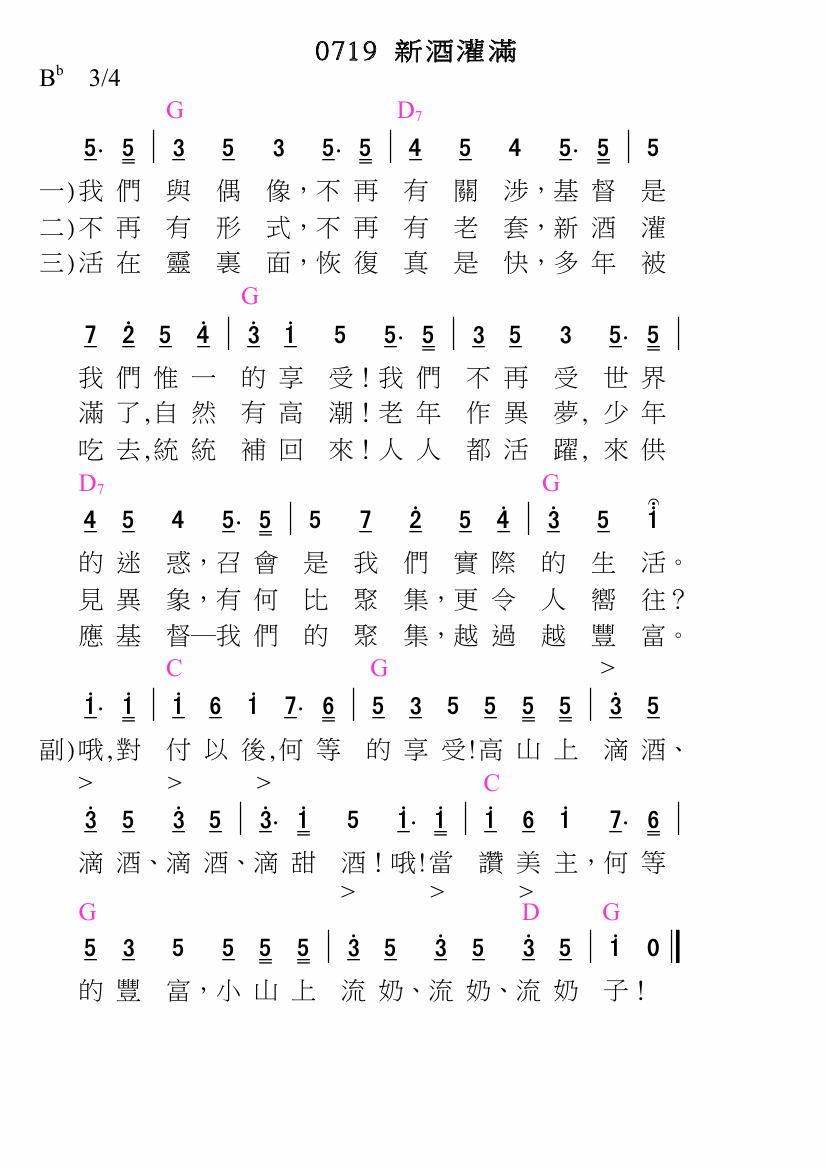 0719 新酒灌滿
B♭ 3/4
G D7
5. 5 | 3 5 3 5. 5 | 4 5 4 5. 5 | 5
一)我們 與偶像，不再有關涉，基督是
二)不再有形式，不再有老套，新酒灌
三)活在靈裏面，恢復真是快，多年被
G
7 2 5 4 | 3 1 5 5. 5 | 3 5 3 5. 5 |
我們惟一的享受!我們不再受世界
滿了,自然有高潮!老年作異夢,少年
吃去,統統補回來!人人都活躍,來供
D7 G
4 5 4 5. 5 | 5 7 2 5 4 | 3 5 1
的迷惑，召會是我們實際的生活。
見異象，有何比聚集，更令人嚮往?
應基督—我們的聚集，越過越豐富。
C G >
1. 1 | 1 6 1 7. 6 | 5 3 5 5 5 5 | 3 5
副)哦,對付以後,何等的享受!高山上滴酒、
> > > C
3 5 3 5 | 3. 1 5 1. 1 | 1 6 1 7. 6 |
滴酒、滴酒、滴甜酒!哦!當讚美主，何等
> > >
G D G
5 3 5 5 5 5 | 3 5 3 5 3 5 | 1 0 ‖
的豐富，小山上流奶、流奶、流奶子!